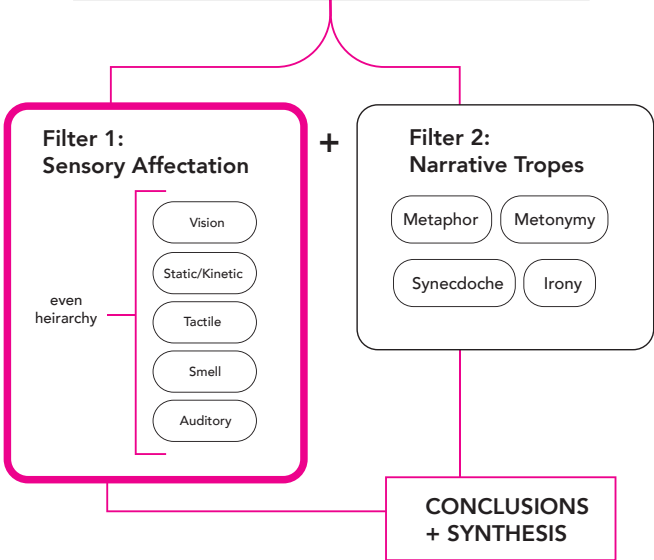 Filter 1:
Sensory Affectation
Vision
Static/Kinetic
Tactile
Smell
Auditory
even
heirarchy
+
Filter 2:
Narrative Tropes
Metaphor
Metonymy
Synecdoche
Irony
CONCLUSIONS
+ SYNTHESIS